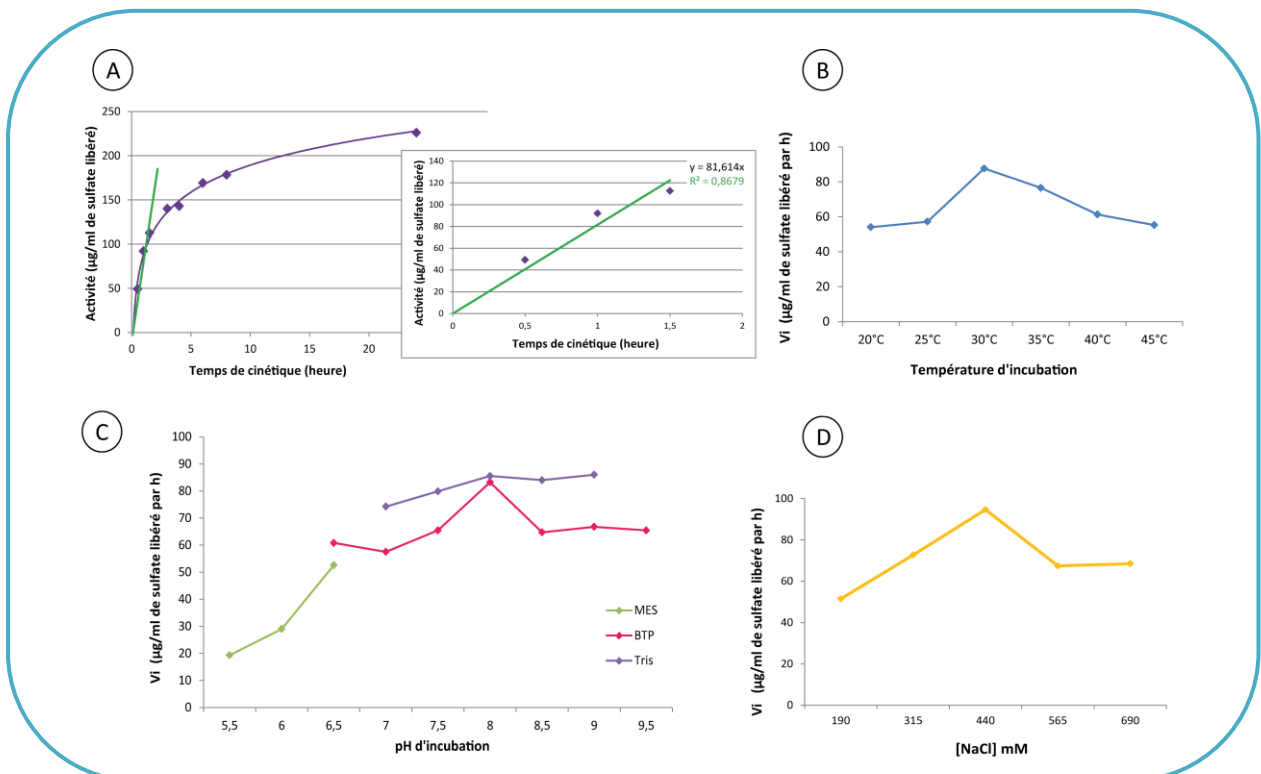 A
Activité (µg/ml de sulfate libéré)
250
200
150
100
50
0
0
5
10
15
20
Temps de cinétique (heure)
Activité (µg/ml de sulfate libéré)
140
120
100
80
60
40
20
0
0
0,5
1
1,5
2
y = 81,614x
R² = 0,8679
Temps de cinétique (heure)
B
Vi (µg/ml de sulfate libéré par h)
100
80
60
40
20
0
20°C
25°C
30°C
35°C
40°C
45°C
Température d'incubation
C
Vi (µg/ml de sulfate libéré par h)
100
90
80
70
60
50
40
30
20
10
0
5,5
6
6,5
7
7,5
8
8,5
9
9,5
MES
BTP
Tris
pH d'incubation
D
Vi (µg/ml de sulfate libéré par h)
100
80
60
40
20
0
190
315
440
565
690
[NaCl] mM